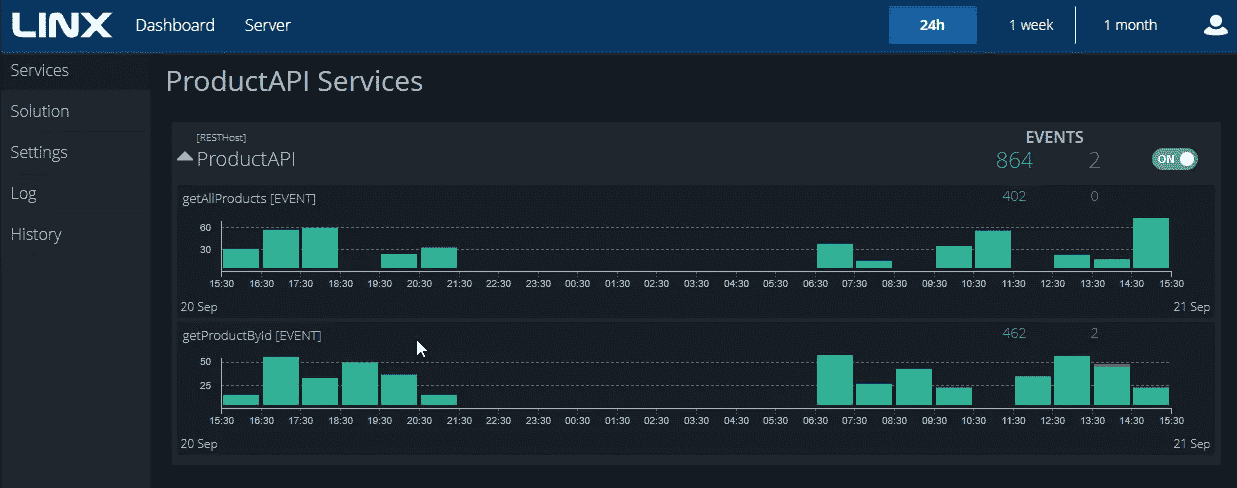 LINX Dashboard Server 24h 1 week 1 month
Services
Solution
Settings
Log
History
ProductAPI Services
[RESTHost] EVENTS
ProductAPI 864 2 ON
getAllProducts [EVENT] 402 0
60
30
15:30 16:30 17:30 18:30 19:30 20:30 21:30 22:30 23:30 00:30 01:30 02:30 03:30 04:30 05:30 06:30 07:30 08:30 09:30 10:30 11:30 12:30 13:30 14:30 15:30
20 Sep 21 Sep
getProductById [EVENT] 462 2
50
25
15:30 16:30 17:30 18:30 19:30 20:30 21:30 22:30 23:30 00:30 01:30 02:30 03:30 04:30 05:30 06:30 07:30 08:30 09:30 10:30 11:30 12:30 13:30 14:30 15:30
20 Sep 21 Sep